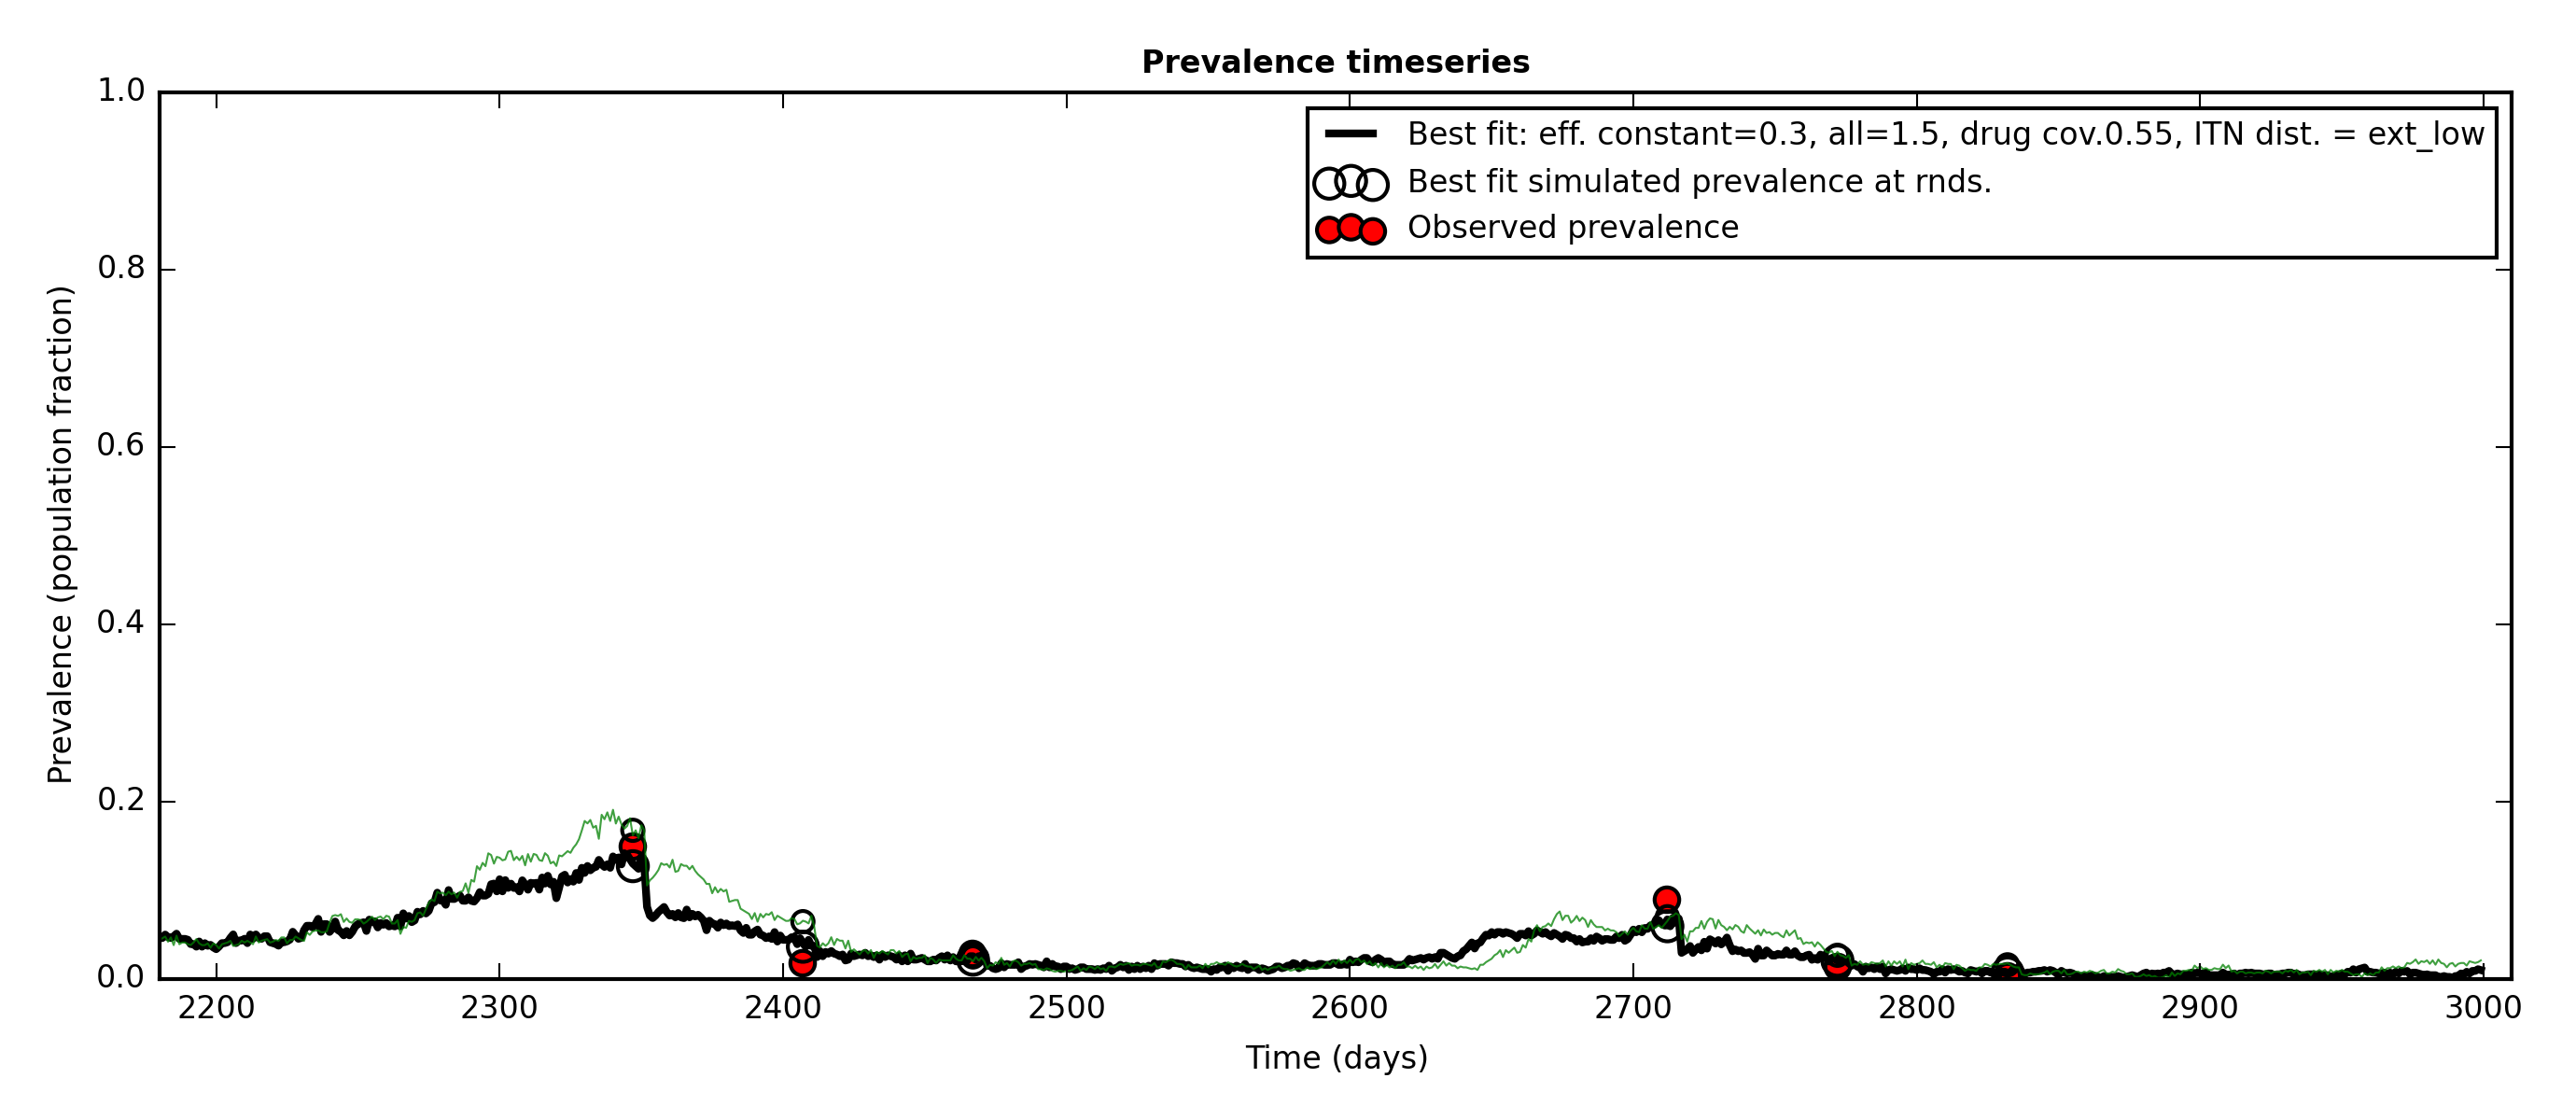 Prevalence timeseries
1.0
0.8
0.6
0.4
0.2
0.0
Prevalence (population fraction)
Best fit: eff. constant=0.3, all=1.5, drug cov.0.55, ITN dist. = ext_low
Best fit simulated prevalence at rnds.
Observed prevalence
2200 2300 2400 2500 2600 2700 2800 2900 3000
Time (days)